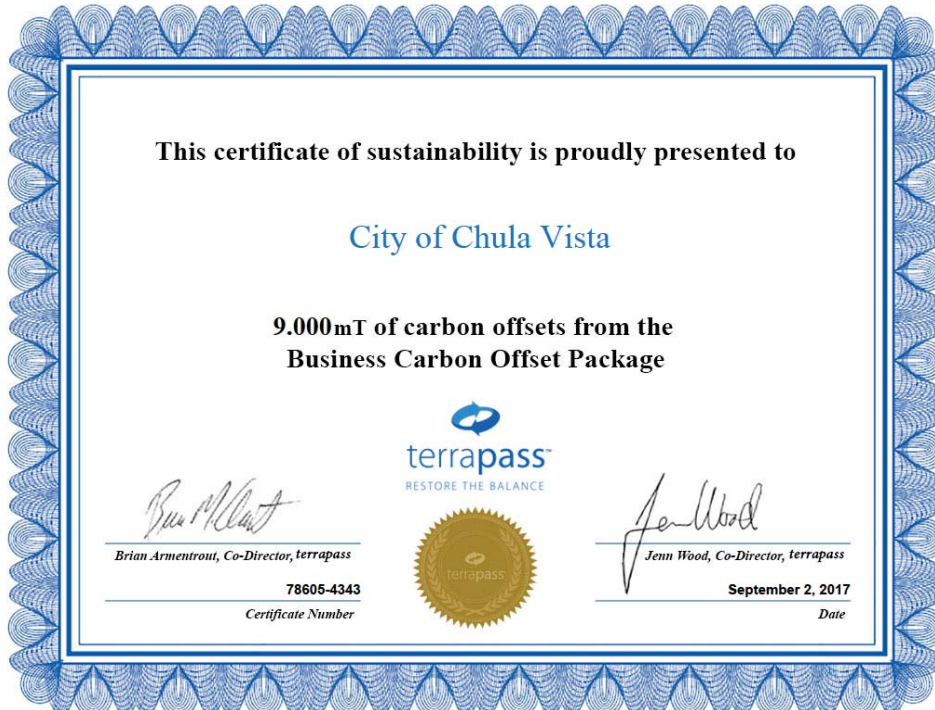 This certificate of sustainability is proudly presented to
City of Chula Vista
9.000mT of carbon offsets from the
Business Carbon Offset Package
terrapass
RESTORE THE BALANCE
Brian Armentrout, Co-Director, terrapass
78605-4343
Certificate Number
terrapass
Jenn Wood
Jenn Wood, Co-Director, terrapass
September 2, 2017
Date